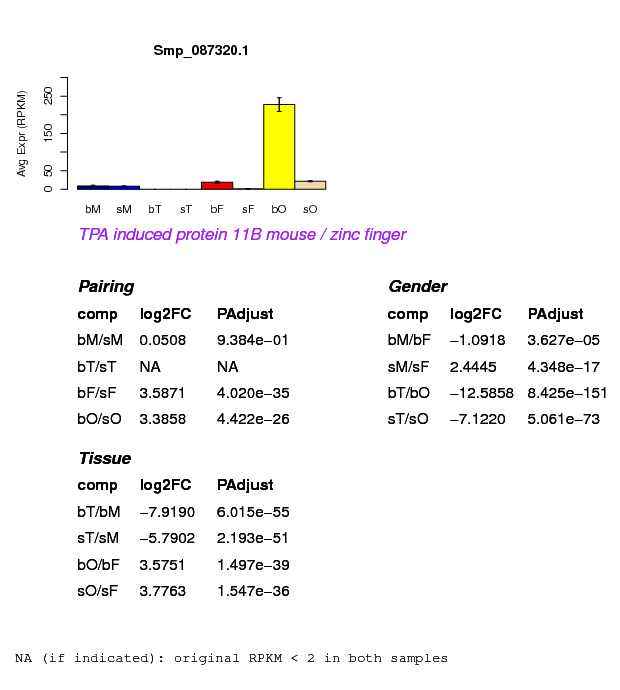 Smp_087320.1
Avg Expr (RPKM)
0 50 150 250
bM sM bT sT bF sF bO sO
TPA induced protein 11B mouse / zinc finger
Pairing
comp log2FC PAdjust
bM/sM 0.0508 9.384e−01
bT/sT NA NA
bF/sF 3.5871 4.020e−35
bO/sO 3.3858 4.422e−26
Gender
comp log2FC PAdjust
bM/bF −1.0918 3.627e−05
sM/sF 2.4445 4.348e−17
bT/bO −12.5858 8.425e−151
sT/sO −7.1220 5.061e−73
Tissue
comp log2FC PAdjust
bT/bM −7.9190 6.015e−55
sT/sM −5.7902 2.193e−51
bO/bF 3.5751 1.497e−39
sO/sF 3.7763 1.547e−36
NA (if indicated): original RPKM < 2 in both samples